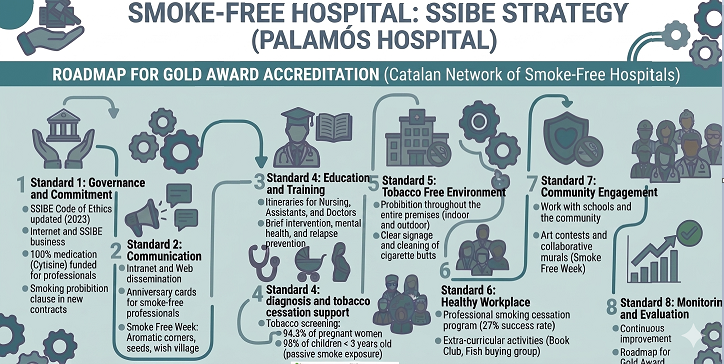 SMOKE-FREE HOSPITAL: SSIBE STRATEGY
(PALAMÓS HOSPITAL)
ROADMAP FOR GOLD AWARD ACCREDITATION (Catalan Network of Smoke-Free Hospitals)
1 Standard 1: Governance
and Commitment
SSIBE Code of Ethics
updated (2023)
Internet and SSIBE
business
100% medication
(Cytisine) funded
for professionals
Smoking probibition
clause in new
contracts
2 Standard 2:
Communication
Intranet and Web
dissemination
Anniversary cards
for smoke-free
professionals
Smoke Free Week:
Aromatic corners,
seeds, wish village
3 Standard 4: Education
and Training
Itineraries for Nursing,
Assistants, and Doctors
Brief intervention, mental
health, and relapse
prevention
4 Standard 4:
diagnosis and tobacco
cessation support
Tobacco screening:
94.3% of pregnant women
98% of children < 3 years old
(passive smoke exposure)
5 Standard 5:
Tobacco Free Environment
Probibition throughout the
entire premises (indoor
and outdoor)
Clear signage
and cleaning of
cigarette butts
6 Standard 6:
Healthy Workplace
Professional smoking cessation
program (27% success rate)
Extra-curricular activities (Book
Club, Fish buying group)
7 Standard 7:
Community Engagement
Work with schools and
the community
Art contests and
collaborative
murals (Smoke
Free Week)
8 Standard 8: Monitorin
and Evaluation
Continuous
improvement
Roadmap for
Gold Award